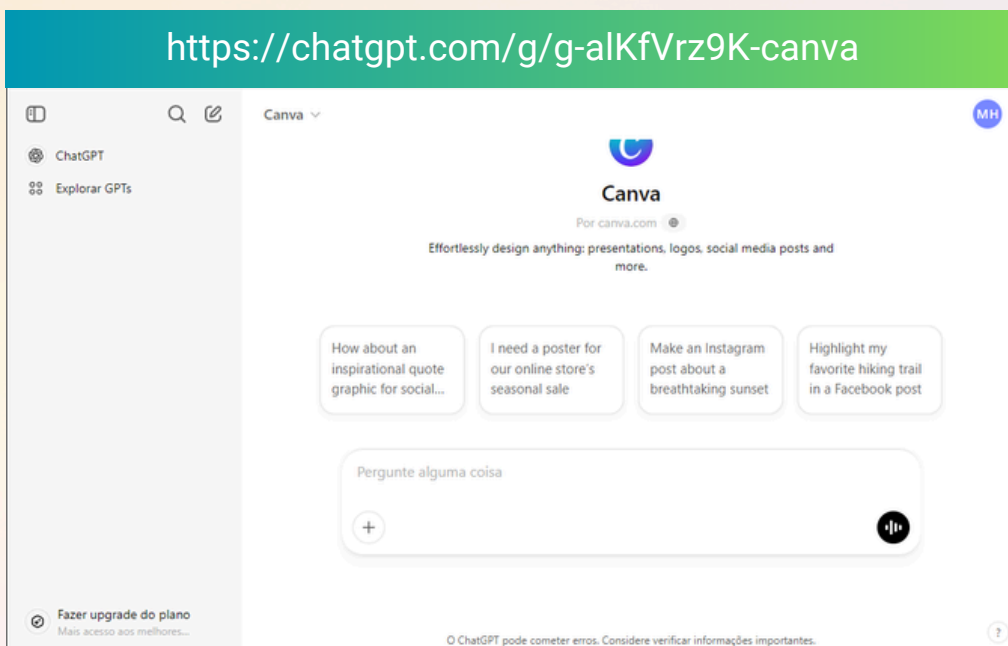 https://chatgpt.com/g/g-alKfVrz9K-canva
Canva
MH
ChatGPT
Explorar GPTs
Canva
Por canva.com
Effortlessly design anything: presentations, logos, social media posts and
more.
How about an
inspirational quote
graphic for social...
I need a poster for
our online store's
seasonal sale
Make an Instagram
post about a
breathtaking sunset
Highlight my
favorite hiking trail
in a Facebook post
Pergunte alguma coisa
Fazer upgrade do plano
Mais acesso aos melhores...
O ChatGPT pode cometer erros. Considere verificar informações importantes.
?